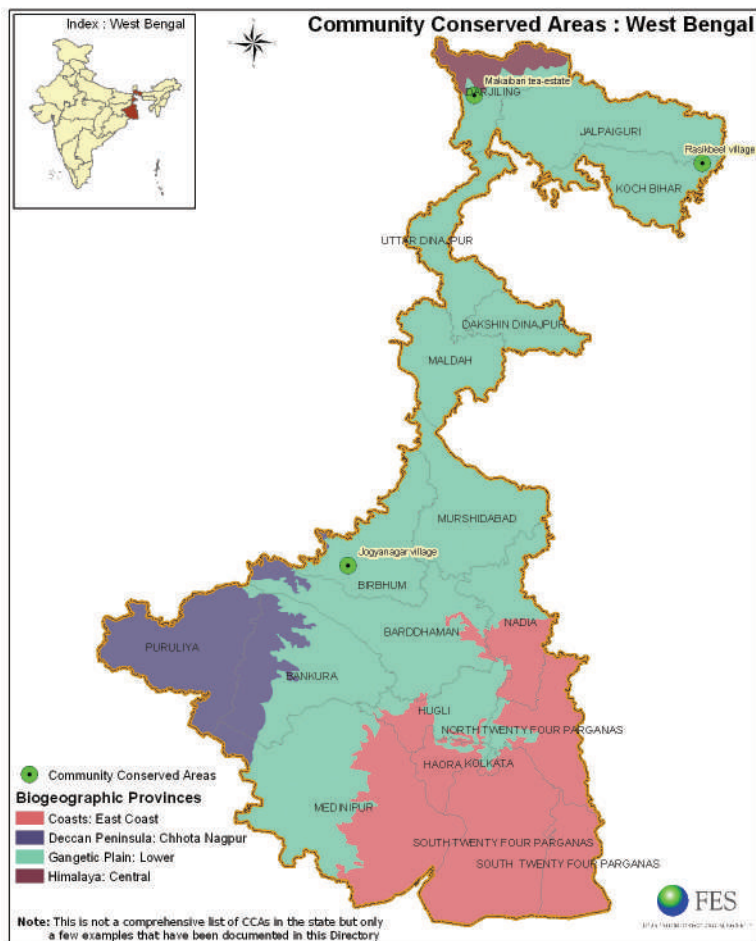 Index : West Bengal
Community Conserved Areas : West Bengal
Makaiban tea-estate
DARJILING
JALPAIGURI
Rasikbeel village
KOCH BIHAR
UTTAR DINAJPUR
DAKSHIN DINAJPUR
MALDAH
MURSHIDABAD
Jogyanagar village
BIRBHUM
NADIA
BARDDHAMAN
PURULIYA
BANKURA
HUGLI
NORTH TWENTY FOUR PARGANAS
HAORA
KOLKATA
MEDINIPUR
SOUTH TWENTY FOUR PARGANAS
SOUTH TWENTY FOUR PARGANAS
Community Conserved Areas
Biogeographic Provinces
Coasts: East Coast
Deccan Peninsula: Chhota Nagpur
Gangetic Plain: Lower
Himalaya: Central
FES
Note: This is not a comprehensive list of CCAs in the state but only
a few examples that have been documented in this Directory